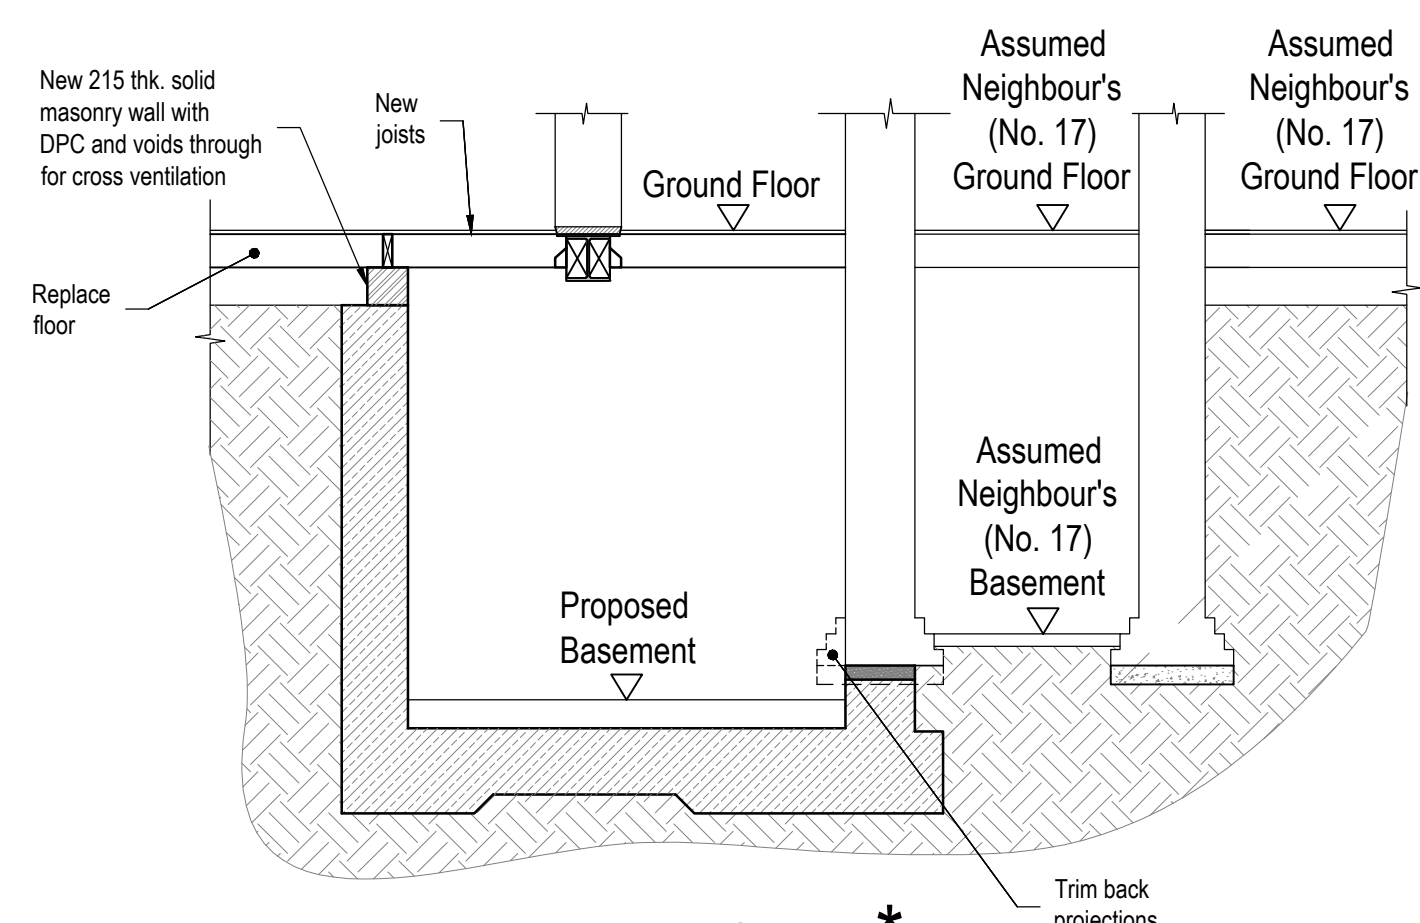 New 215 thk. solid
masonry wall with
DPC and voids through
for cross ventilation
New
joists
Ground Floor
Assumed
Neighbour's
(No. 17)
Ground Floor
Assumed
Neighbour's
(No. 17)
Ground Floor
Replace
floor
Assumed
Neighbour's
(No. 17)
Basement
Proposed
Basement
Trim back
projections
*